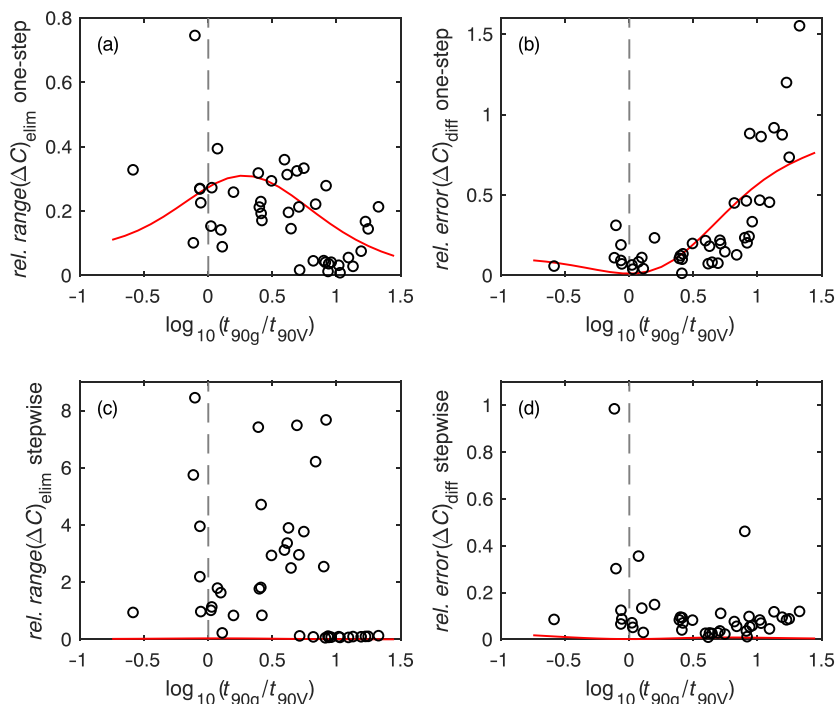 (a)
rel. range(ΔC)elim one-step
0.8
0.6
0.4
0.2
0
−1 −0.5 0 0.5 1 1.5
log10(t90g/t90V)
(b)
rel. error(ΔC)diff one-step
1.5
1
0.5
0
−1 −0.5 0 0.5 1 1.5
log10(t90g/t90V)
(c)
rel. range(ΔC)elim stepwise
8
6
4
2
0
−1 −0.5 0 0.5 1 1.5
log10(t90g/t90V)
(d)
rel. error(ΔC)diff stepwise
1
0.8
0.6
0.4
0.2
0
−1 −0.5 0 0.5 1 1.5
log10(t90g/t90V)